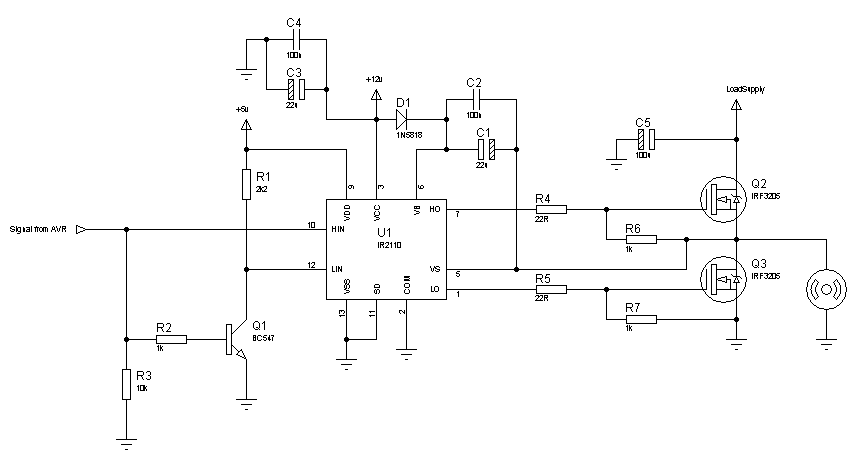 C4
100n
C3
22u
+12v
D1
1N5818
C2
100n
C1
22u
LoadSupply
C5
100n
+5v
R1
2k2
9
3
6
VDD
VCC
VB
Q2
IRF3205
Signal from AVR
10
HIN
U1
IR2110
HO
7
R4
22R
R6
1k
12
LIN
VS
5
Q3
IRF3205
VSS
SD
COM
LO
1
R5
22R
13
11
2
R7
1k
R2
1k
Q1
BC547
R3
10k